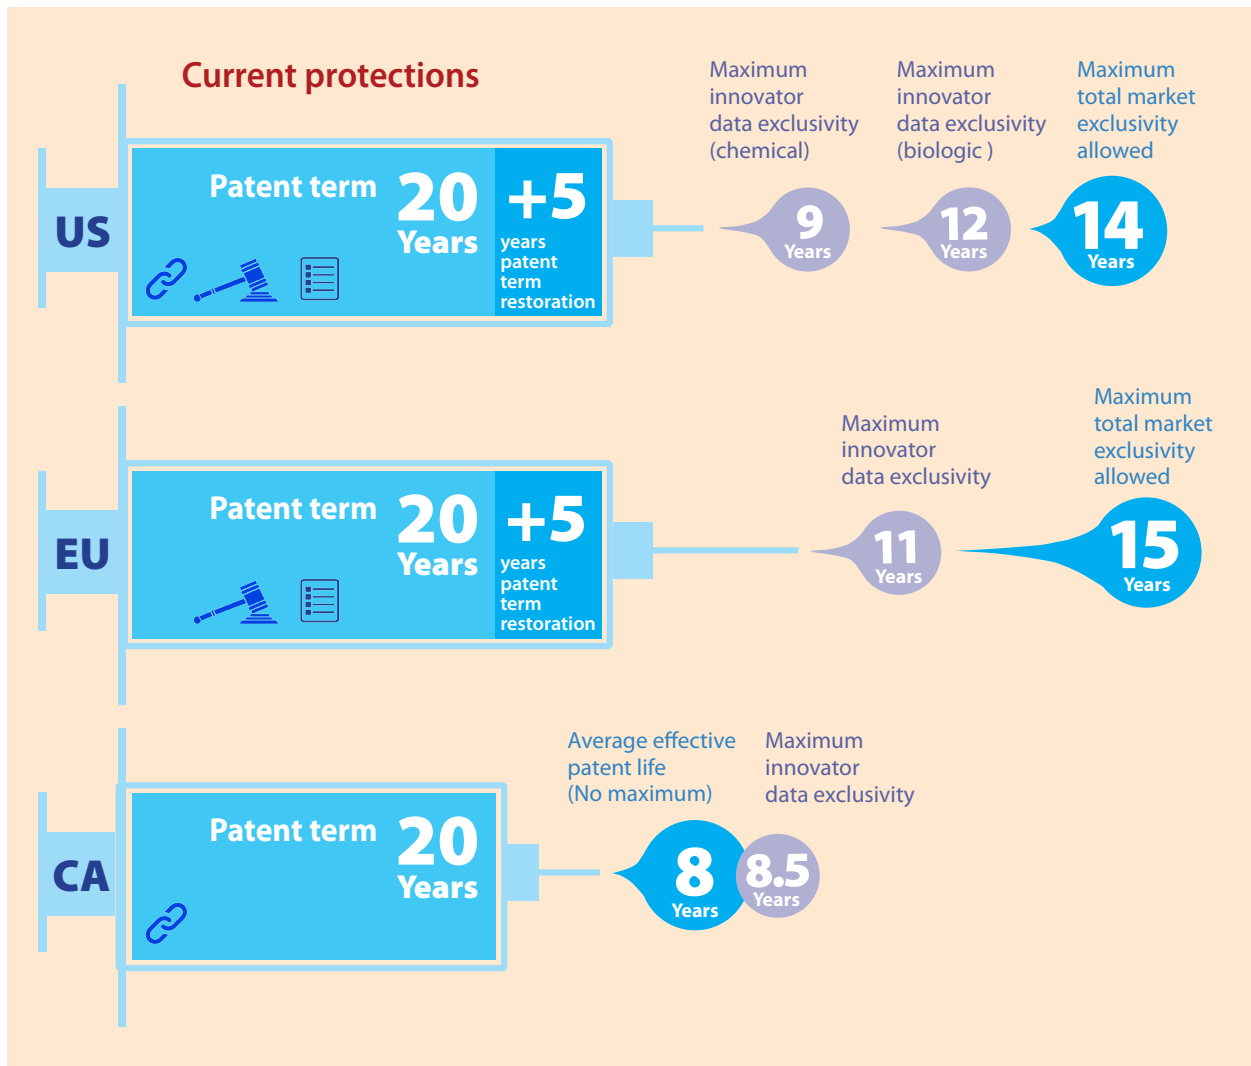 Current protections
US
Patent term
20
Years
+5
years
patent
term
restoration
Maximum
innovator
data exclusivity
(chemical)
9
Years
Maximum
innovator
data exclusivity
(biologic )
12
Years
Maximum
total market
exclusivity
allowed
14
Years
EU
Patent term
20
Years
+5
years
patent
term
restoration
Maximum
innovator
data exclusivity
11
Years
Maximum
total market
exclusivity
allowed
15
Years
CA
Patent term
20
Years
Average effective
patent life
(No maximum)
8
Years
Maximum
innovator
data exclusivity
8.5
Years